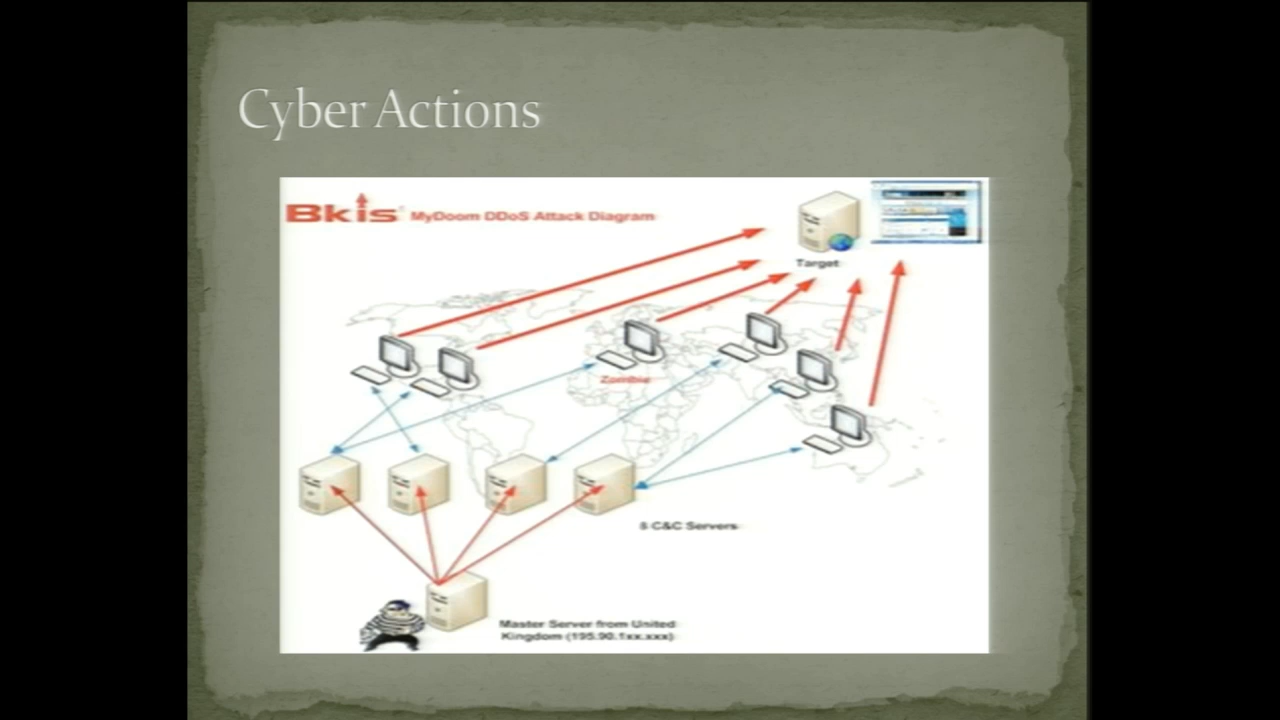 Cyber Actions
Bkis MyDoom DDoS Attack Diagram
Target
Zombie
8 C&C Servers
Master Server from United
Kingdom (195.90.1xx.xxx)